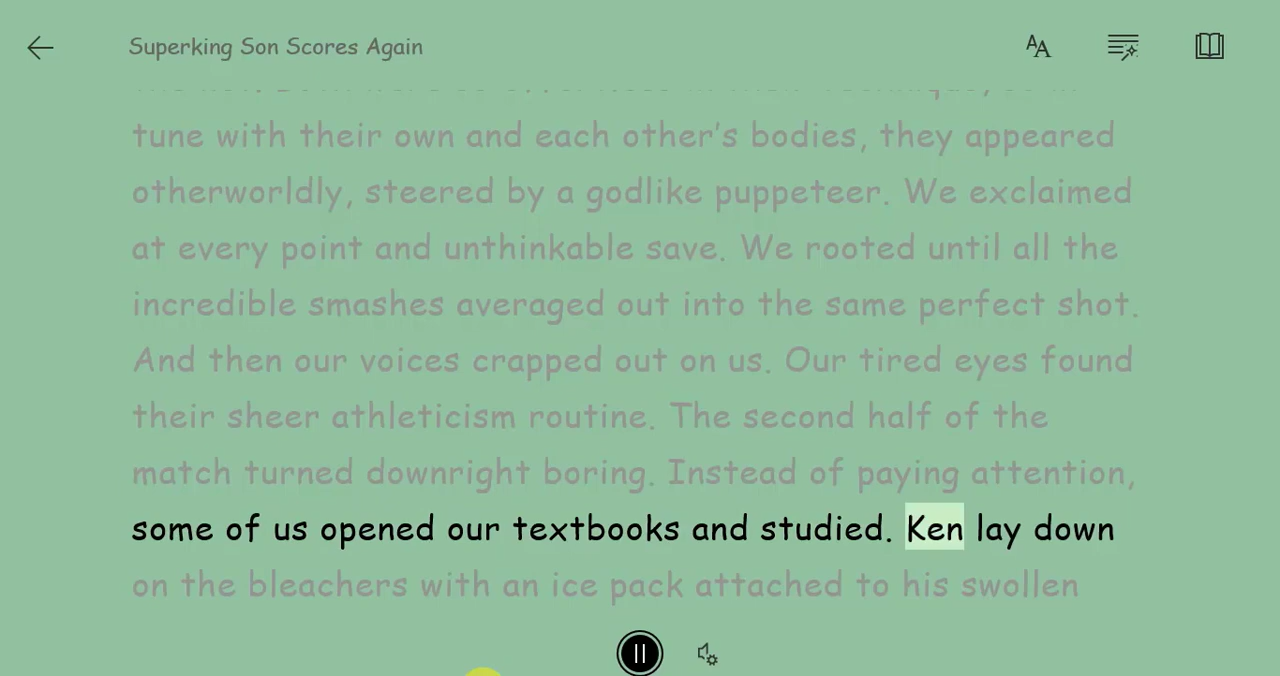 Superking Son Scores Again
tune with their own and each other's bodies, they appeared
otherworldly, steered by a godlike puppeteer. We exclaimed
at every point and unthinkable save. We rooted until all the
incredible smashes averaged out into the same perfect shot.
And then our voices crapped out on us. Our tired eyes found
their sheer athleticism routine. The second half of the
match turned downright boring. Instead of paying attention,
some of us opened our textbooks and studied. Ken lay down
on the bleachers with an ice pack attached to his swollen